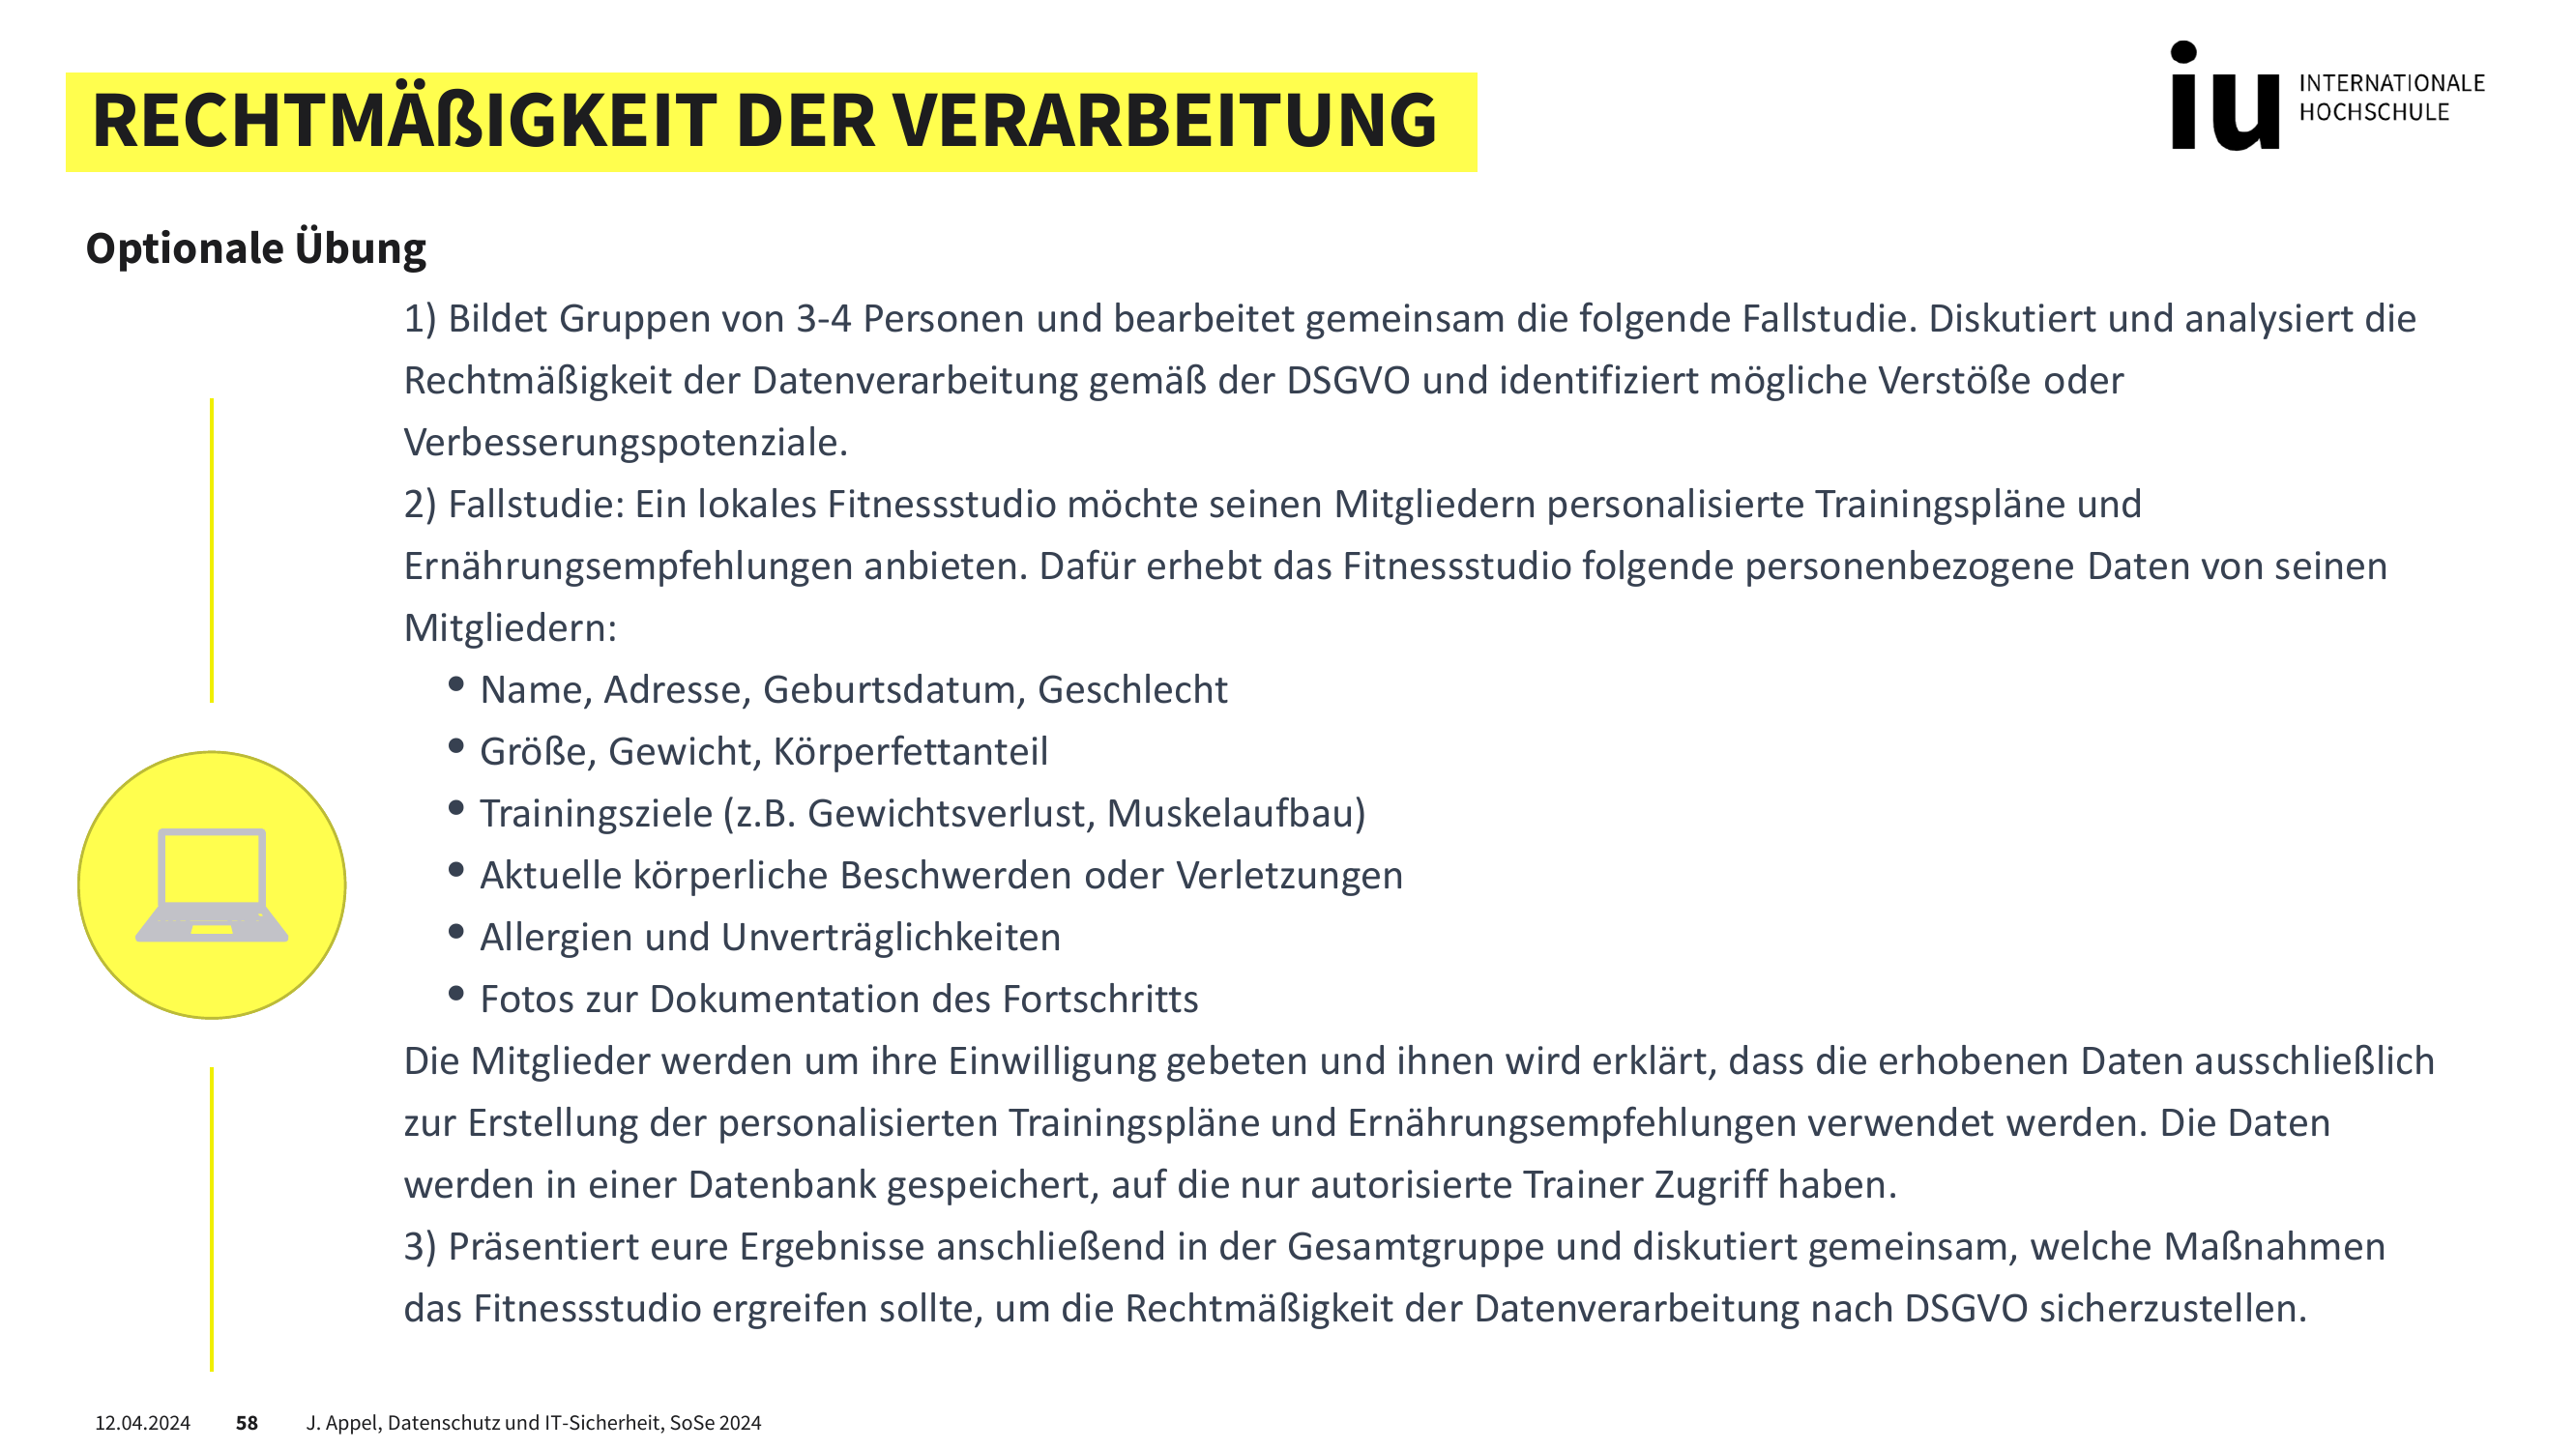 RECHTMÄßIGKEIT DER VERARBEITUNG
iu INTERNATIONALE
HOCHSCHULE
Optionale Übung
1) Bildet Gruppen von 3-4 Personen und bearbeitet gemeinsam die folgende Fallstudie. Diskutiert und analysiert die
Rechtmäßigkeit der Datenverarbeitung gemäß der DSGVO und identifiziert mögliche Verstöße oder
Verbesserungspotenziale.
2) Fallstudie: Ein lokales Fitnessstudio möchte seinen Mitgliedern personalisierte Trainingspläne und
Ernährungsempfehlungen anbieten. Dafür erhebt das Fitnessstudio folgende personenbezogene Daten von seinen
Mitgliedern:
• Name, Adresse, Geburtsdatum, Geschlecht
• Größe, Gewicht, Körperfettanteil
• Trainingsziele (z.B. Gewichtsverlust, Muskelaufbau)
• Aktuelle körperliche Beschwerden oder Verletzungen
• Allergien und Unverträglichkeiten
• Fotos zur Dokumentation des Fortschritts
Die Mitglieder werden um ihre Einwilligung gebeten und ihnen wird erklärt, dass die erhobenen Daten ausschließlich
zur Erstellung der personalisierten Trainingspläne und Ernährungsempfehlungen verwendet werden. Die Daten
werden in einer Datenbank gespeichert, auf die nur autorisierte Trainer Zugriff haben.
3) Präsentiert eure Ergebnisse anschließend in der Gesamtgruppe und diskutiert gemeinsam, welche Maßnahmen
das Fitnessstudio ergreifen sollte, um die Rechtmäßigkeit der Datenverarbeitung nach DSGVO sicherzustellen.
12.04.2024 58 J. Appel, Datenschutz und IT-Sicherheit, SoSe 2024